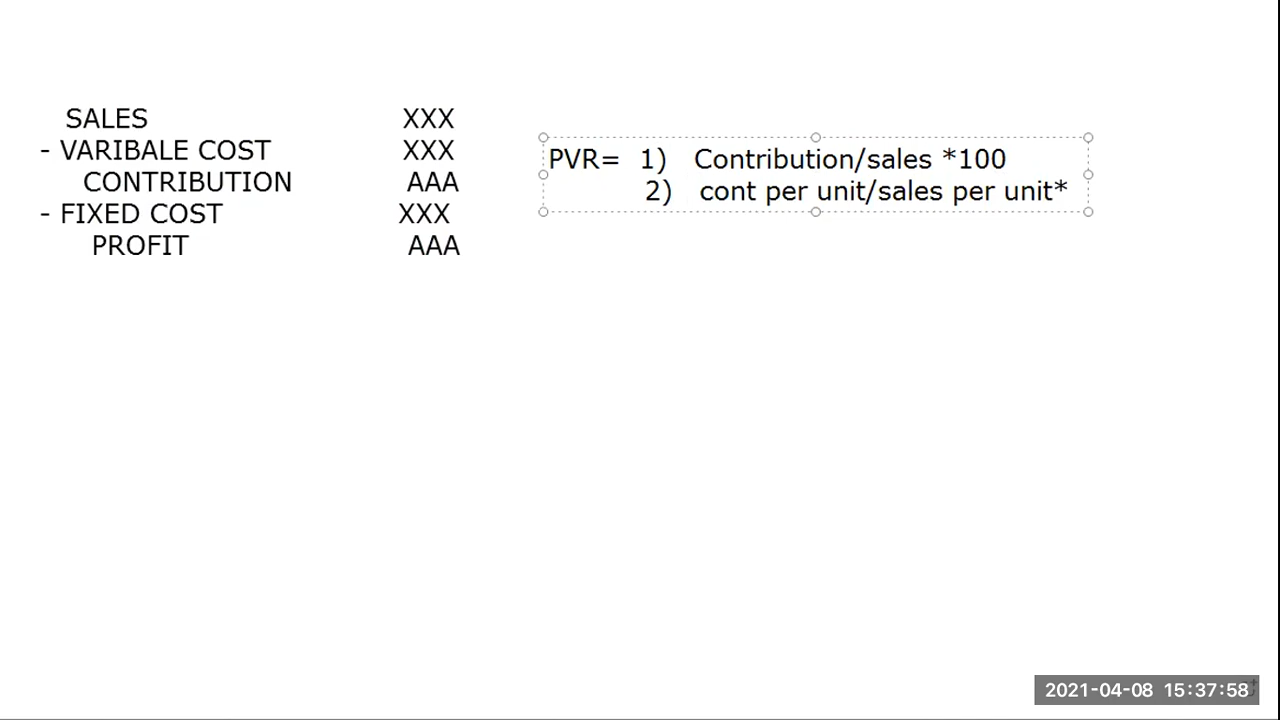 SALES XXX
- VARIBALE COST XXX
CONTRIBUTION AAA
- FIXED COST XXX
PROFIT AAA
PVR= 1) Contribution/sales *100
2) cont per unit/sales per unit*
2021-04-08 15:37:58